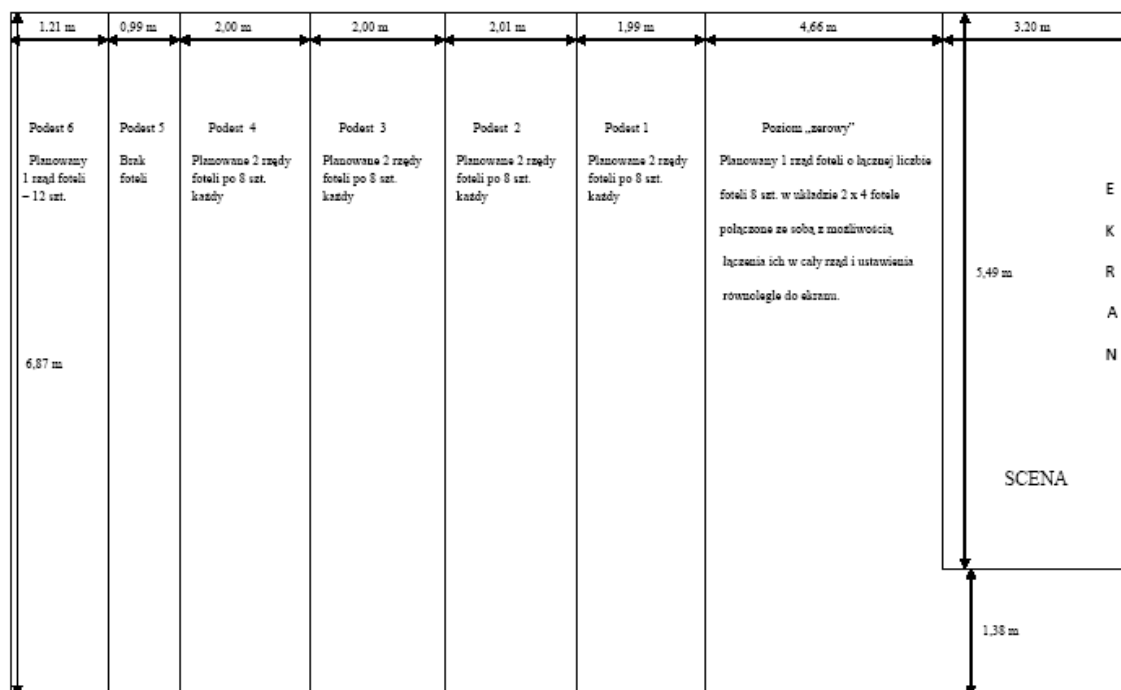 1.21 m
0,99 m
2,00 m
2,00 m
2,01 m
1,99 m
4,66 m
3.20 m
Podest 6
Planowany
1 rząd foteli
– 12 szt.
Podest 5
Brak
foteli
Podest 4
Planowane 2 rzędy
foteli po 8 szt.
każdy
Podest 3
Planowane 2 rzędy
foteli po 8 szt.
każdy
Podest 2
Planowane 2 rzędy
foteli po 8 szt.
każdy
Podest 1
Planowane 2 rzędy
foteli po 8 szt.
każdy
Poziom „zerowy”
Planowany 1 rząd foteli o łącznej liczbie
foteli 8 szt. w układzie 2 x 4 fotele
połączone ze sobą z możliwością
łączenia ich w cały rząd i ustawienia
równolegle do ekranu.
E
K
R
A
N
5,49 m
6,87 m
SCENA
1,38 m